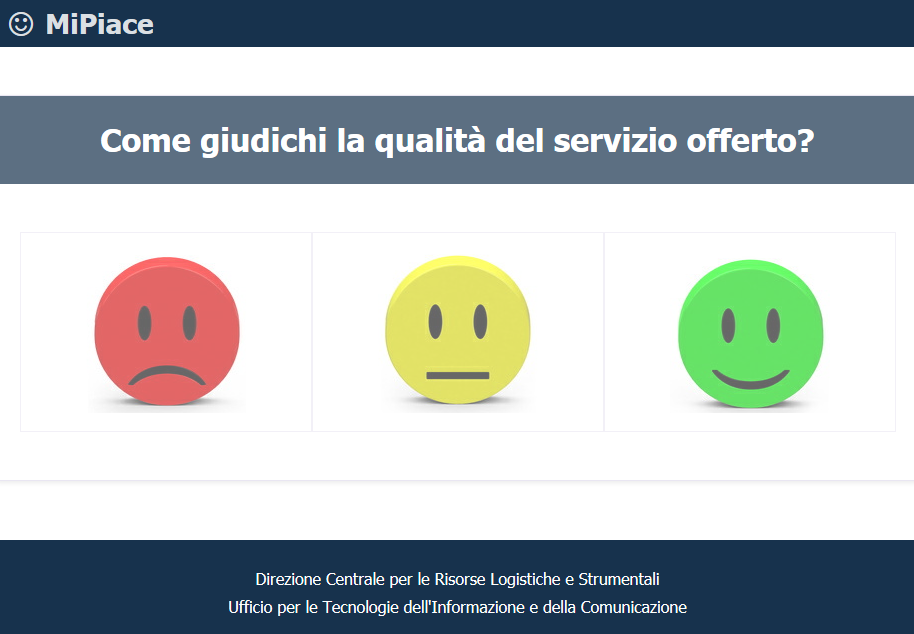 MiPiace
Come giudichi la qualità del servizio offerto?
Direzione Centrale per le Risorse Logistiche e Strumentali
Ufficio per le Tecnologie dell'Informazione e della Comunicazione